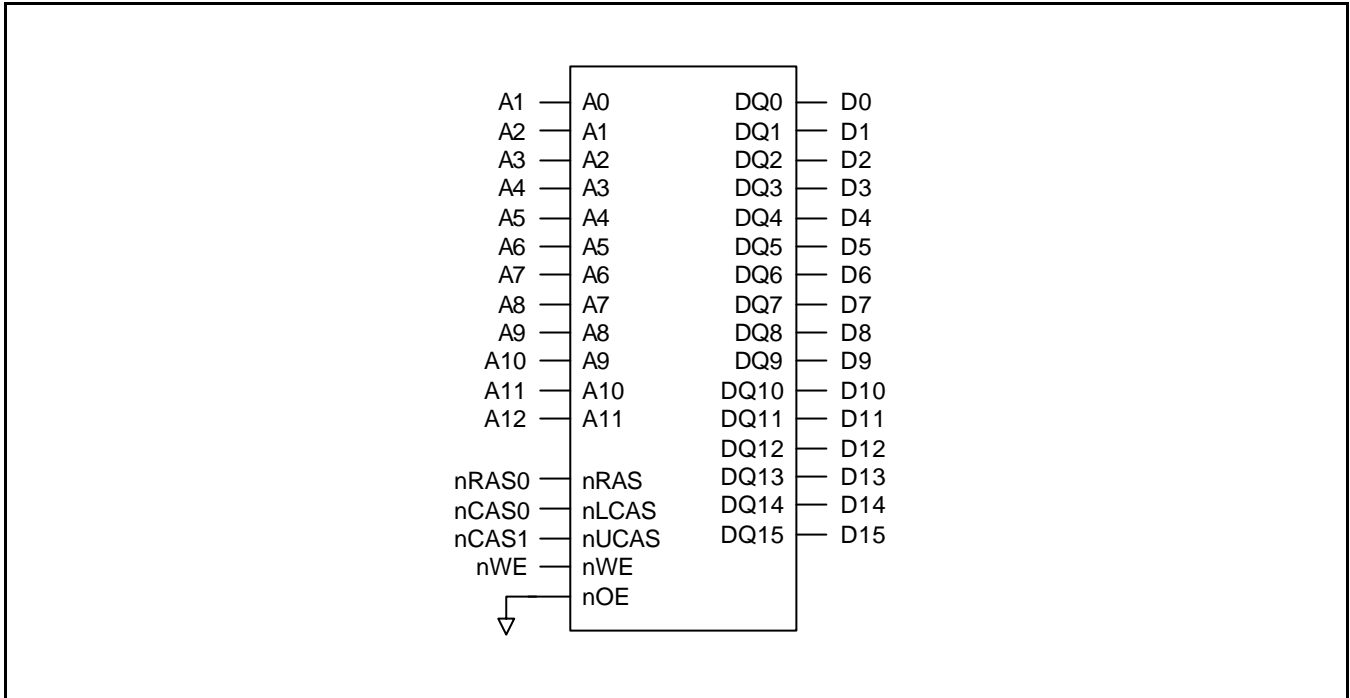 A1 A0 DQ0 D0
A2 A1 DQ1 D1
A3 A2 DQ2 D2
A4 A3 DQ3 D3
A5 A4 DQ4 D4
A6 A5 DQ5 D5
A7 A6 DQ6 D6
A8 A7 DQ7 D7
A9 A8 DQ8 D8
A10 A9 DQ9 D9
A11 A10 DQ10 D10
A12 A11 DQ11 D11
DQ12 D12
nRAS0 nRAS DQ13 D13
nCAS0 nLCAS DQ14 D14
nCAS1 nUCAS DQ15 D15
nWE nWE
nOE